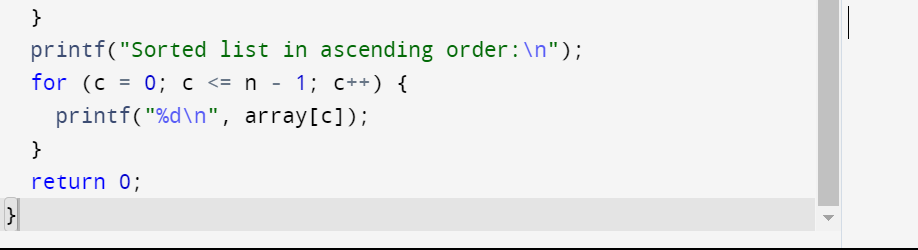 }
printf("Sorted list in ascending order:\n");
for (c = 0; c <= n - 1; c++) {
printf("%d\n", array[c]);
}
return 0;
}